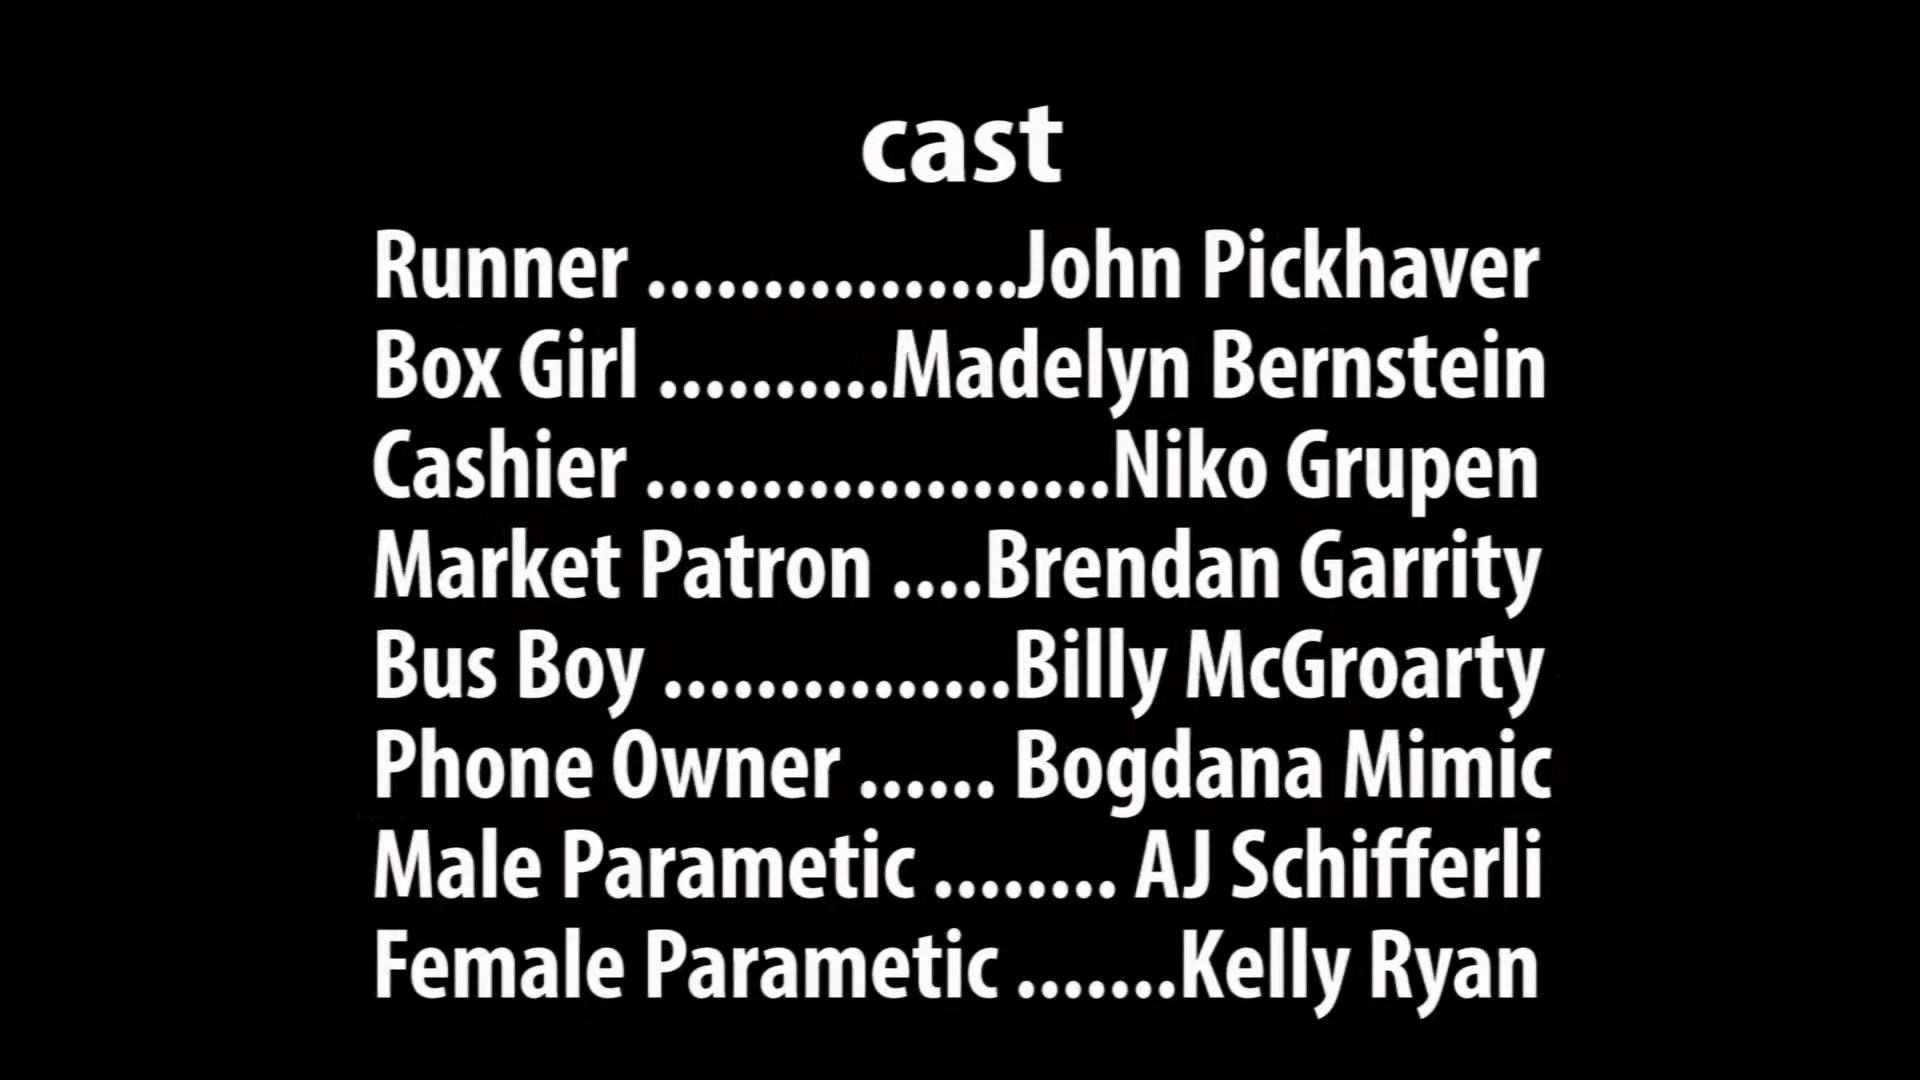 cast
Runner ................John Pickhaver
Box Girl ..........Madelyn Bernstein
Cashier ....................Niko Grupen
Market Patron ....Brendan Garrity
Bus Boy ...............Billy McGroarty
Phone Owner ...... Bogdana Mimic
Male Parametic ........ AJ Schifferli
Female Parametic .......Kelly Ryan